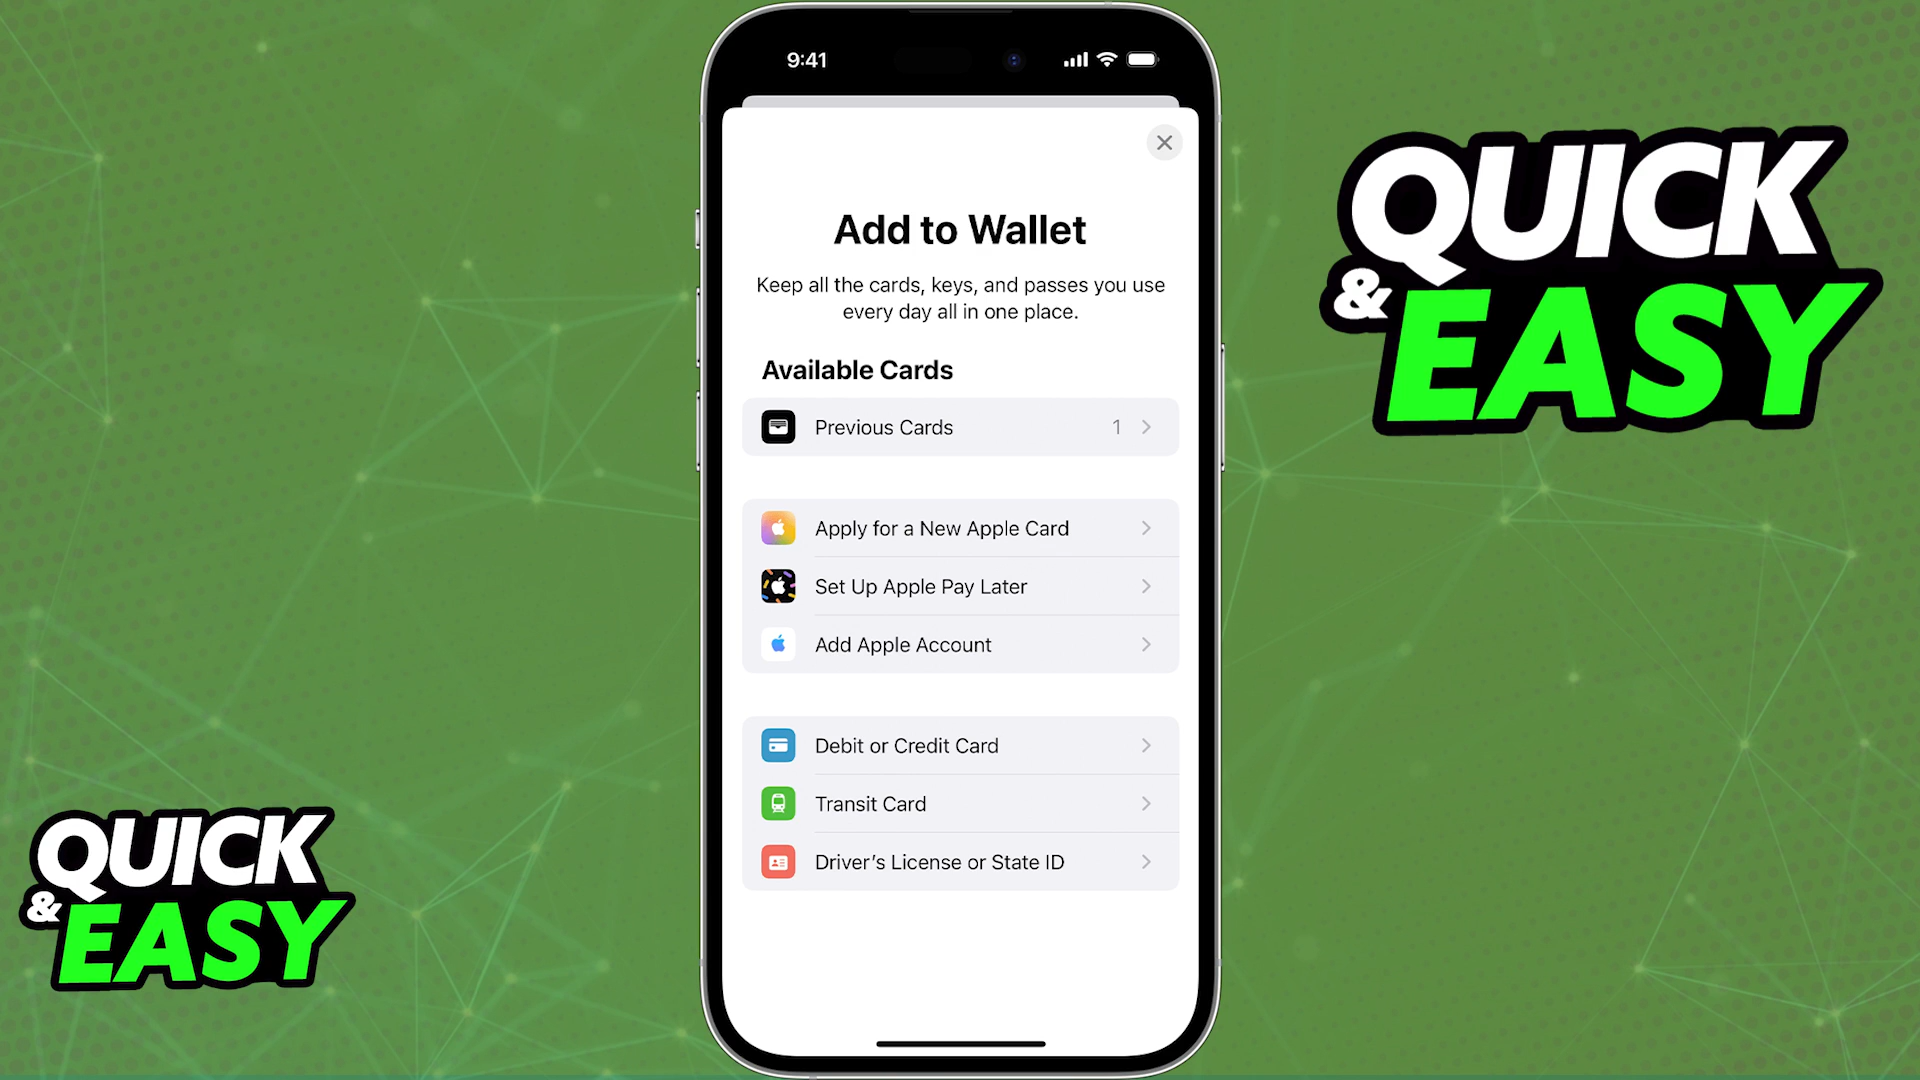 9:41
Add to Wallet
Keep all the cards, keys, and passes you use
every day all in one place.
Available Cards
Previous Cards 1
Apply for a New Apple Card
Set Up Apple Pay Later
Add Apple Account
Debit or Credit Card
Transit Card
Driver’s License or State ID
QUICK
& EASY
QUICK
& EASY